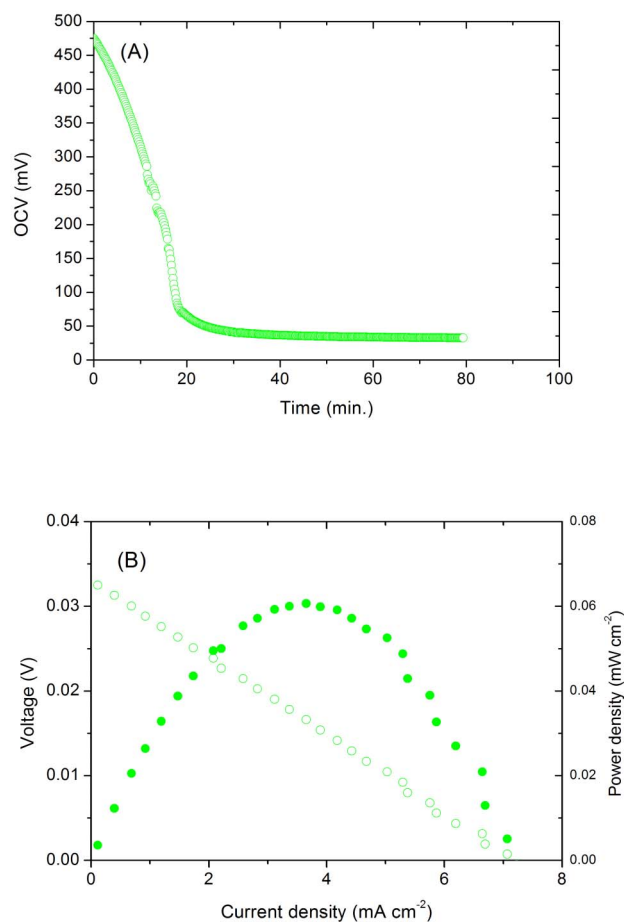 (A)
OCV (mV)
500
450
400
350
300
250
200
150
100
50
0
0 20 40 60 80 100
Time (min.)
(B)
Voltage (V)
0.04
0.03
0.02
0.01
0.00
Power density (mW cm⁻²)
0.08
0.06
0.04
0.02
0.00
0 2 4 6 8
Current density (mA cm⁻²)